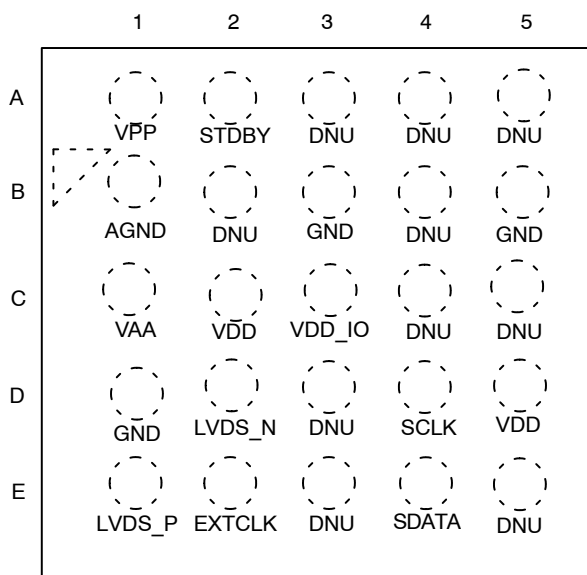 1 2 3 4 5
A
VPP STDBY DNU DNU DNU
B
AGND DNU GND DNU GND
C
VAA VDD VDD_IO DNU DNU
D
GND LVDS_N DNU SCLK VDD
E
LVDS_P EXTCLK DNU SDATA DNU